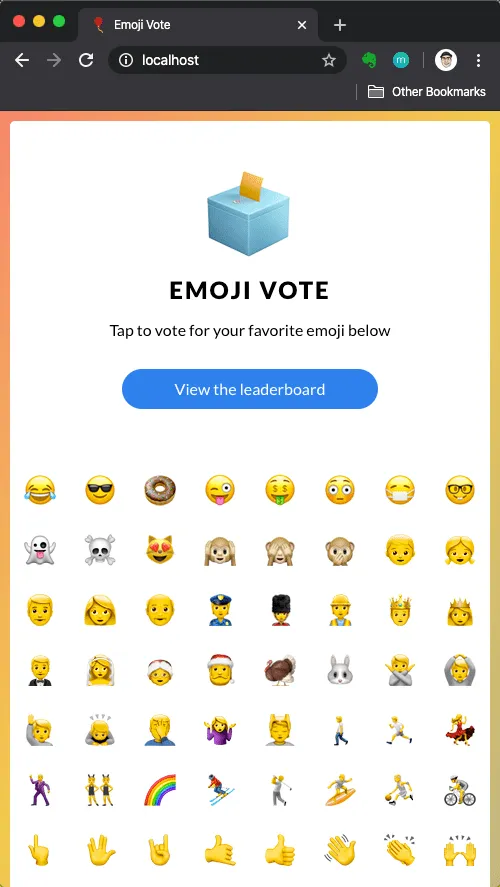 Emoji Vote
localhost
m
Other Bookmarks
EMOJI VOTE
Tap to vote for your favorite emoji below
View the leaderboard